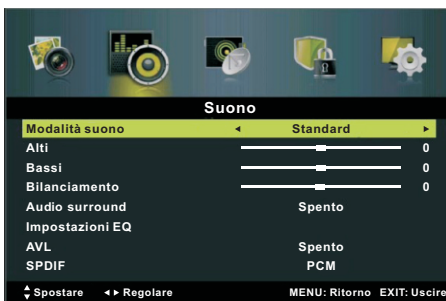 Suono
Modalità suono Standard
Alti 0
Bassi 0
Bilanciamento 0
Audio surround Spento
Impostazioni EQ
AVL Spento
SPDIF PCM
Spostare Regolare MENU: Ritorno EXIT: Uscire